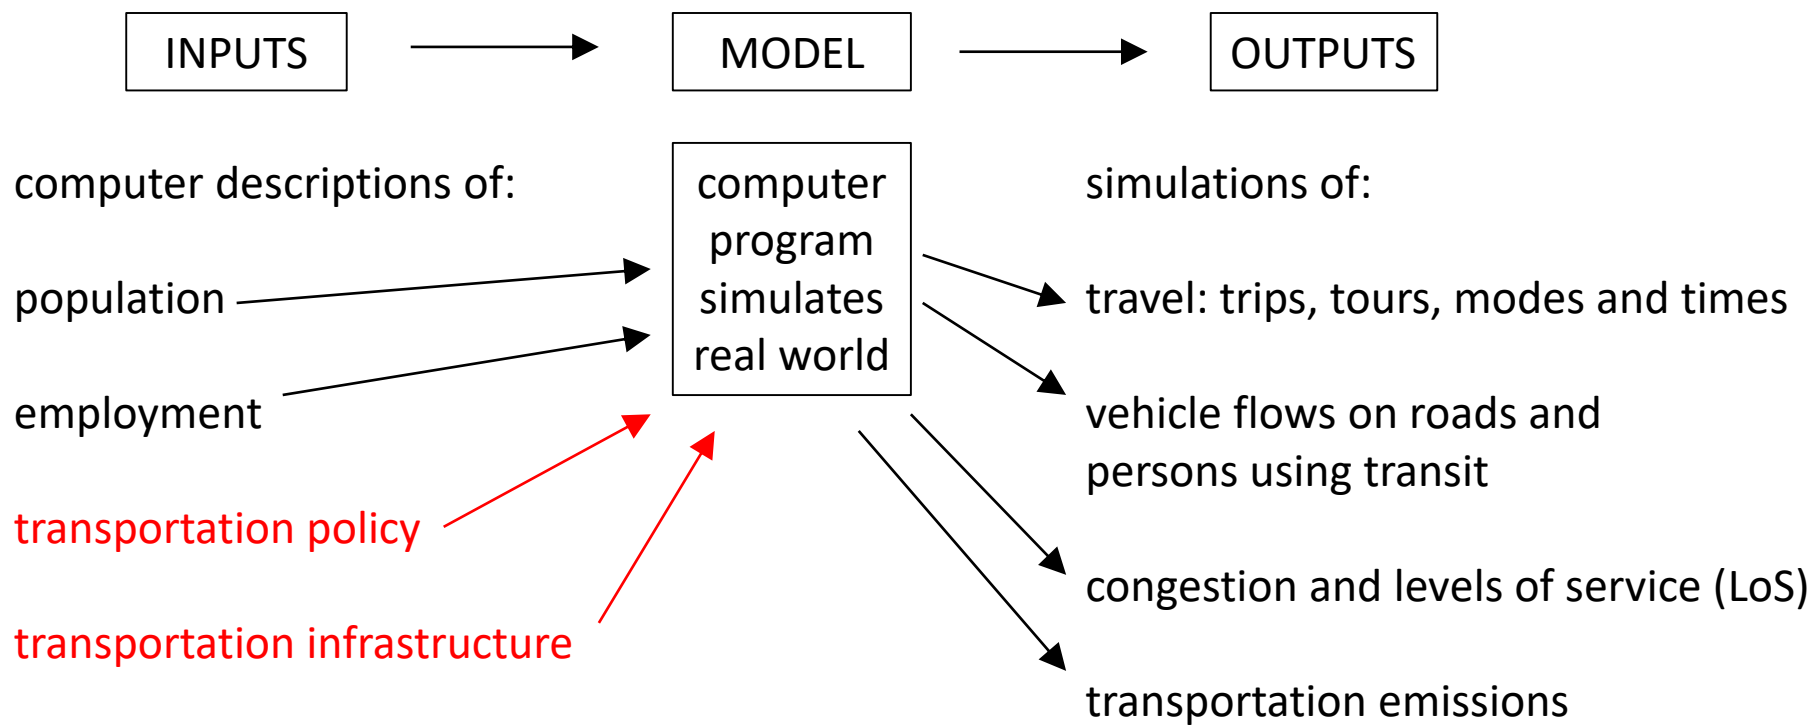 INPUTS
MODEL
OUTPUTS
computer descriptions of:
population
employment
transportation policy
transportation infrastructure
computer
program
simulates
real world
simulations of:
travel: trips, tours, modes and times
vehicle flows on roads and
persons using transit
congestion and levels of service (LoS)
transportation emissions